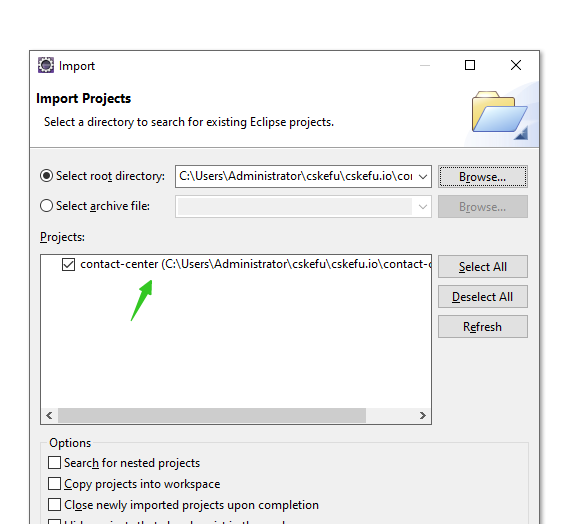 Import
Import Projects
Select a directory to search for existing Eclipse projects.
Select root directory: C:\Users\Administrator\cskefu\cskefu.io\co Browse...
Select archive file: Browse...
Projects:
contact-center (C:\Users\Administrator\cskefu\cskefu.io\contact-c
Select All
Deselect All
Refresh
Options
Search for nested projects
Copy projects into workspace
Close newly imported projects upon completion